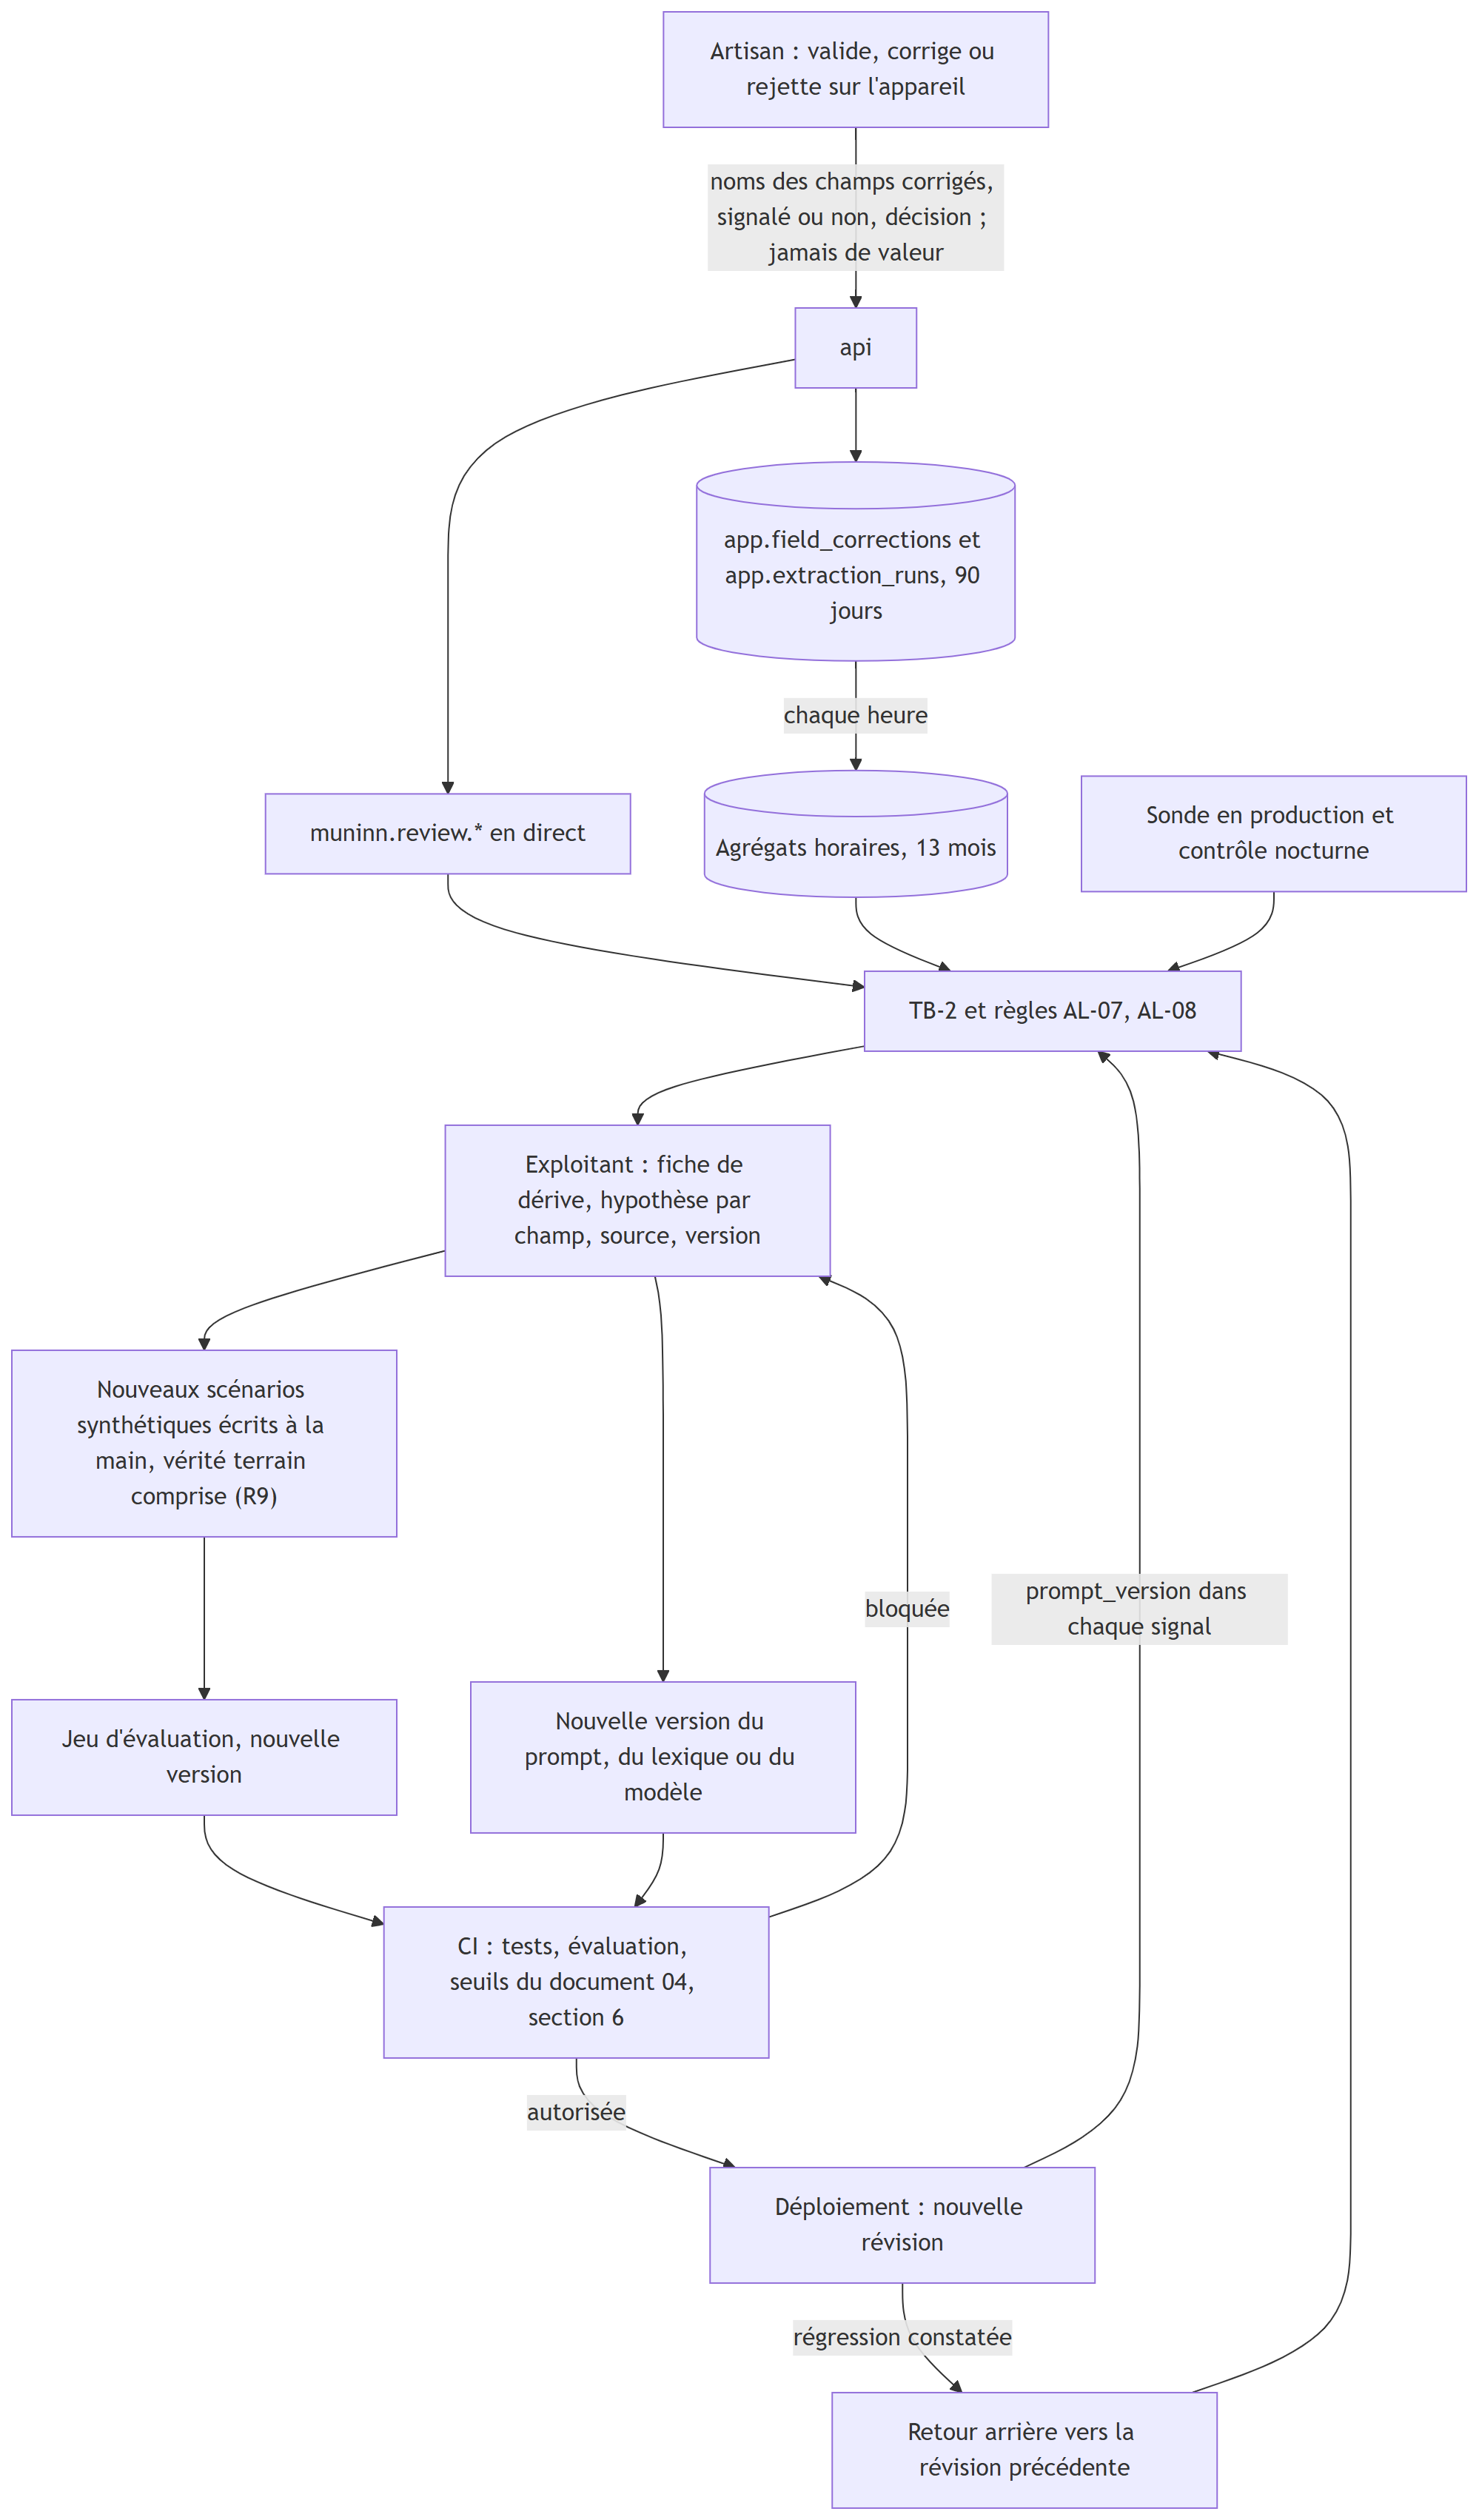 Artisan : valide, corrige ou
rejette sur l'appareil
noms des champs corrigés,
signalé ou non, décision ;
jamais de valeur
api
app.field_corrections et
app.extraction_runs, 90
jours
chaque heure
muninn.review.* en direct
Agrégats horaires, 13 mois
Sonde en production et
contrôle nocturne
TB-2 et règles AL-07, AL-08
Exploitant : fiche de
dérive, hypothèse par
champ, source, version
Nouveaux scénarios
synthétiques écrits à la
main, vérité terrain
comprise (R9)
bloquée
prompt_version dans
chaque signal
Jeu d'évaluation, nouvelle
version
Nouvelle version du
prompt, du lexique ou du
modèle
CI : tests, évaluation,
seuils du document 04,
section 6
autorisée
Déploiement : nouvelle
révision
régression constatée
Retour arrière vers la
révision précédente